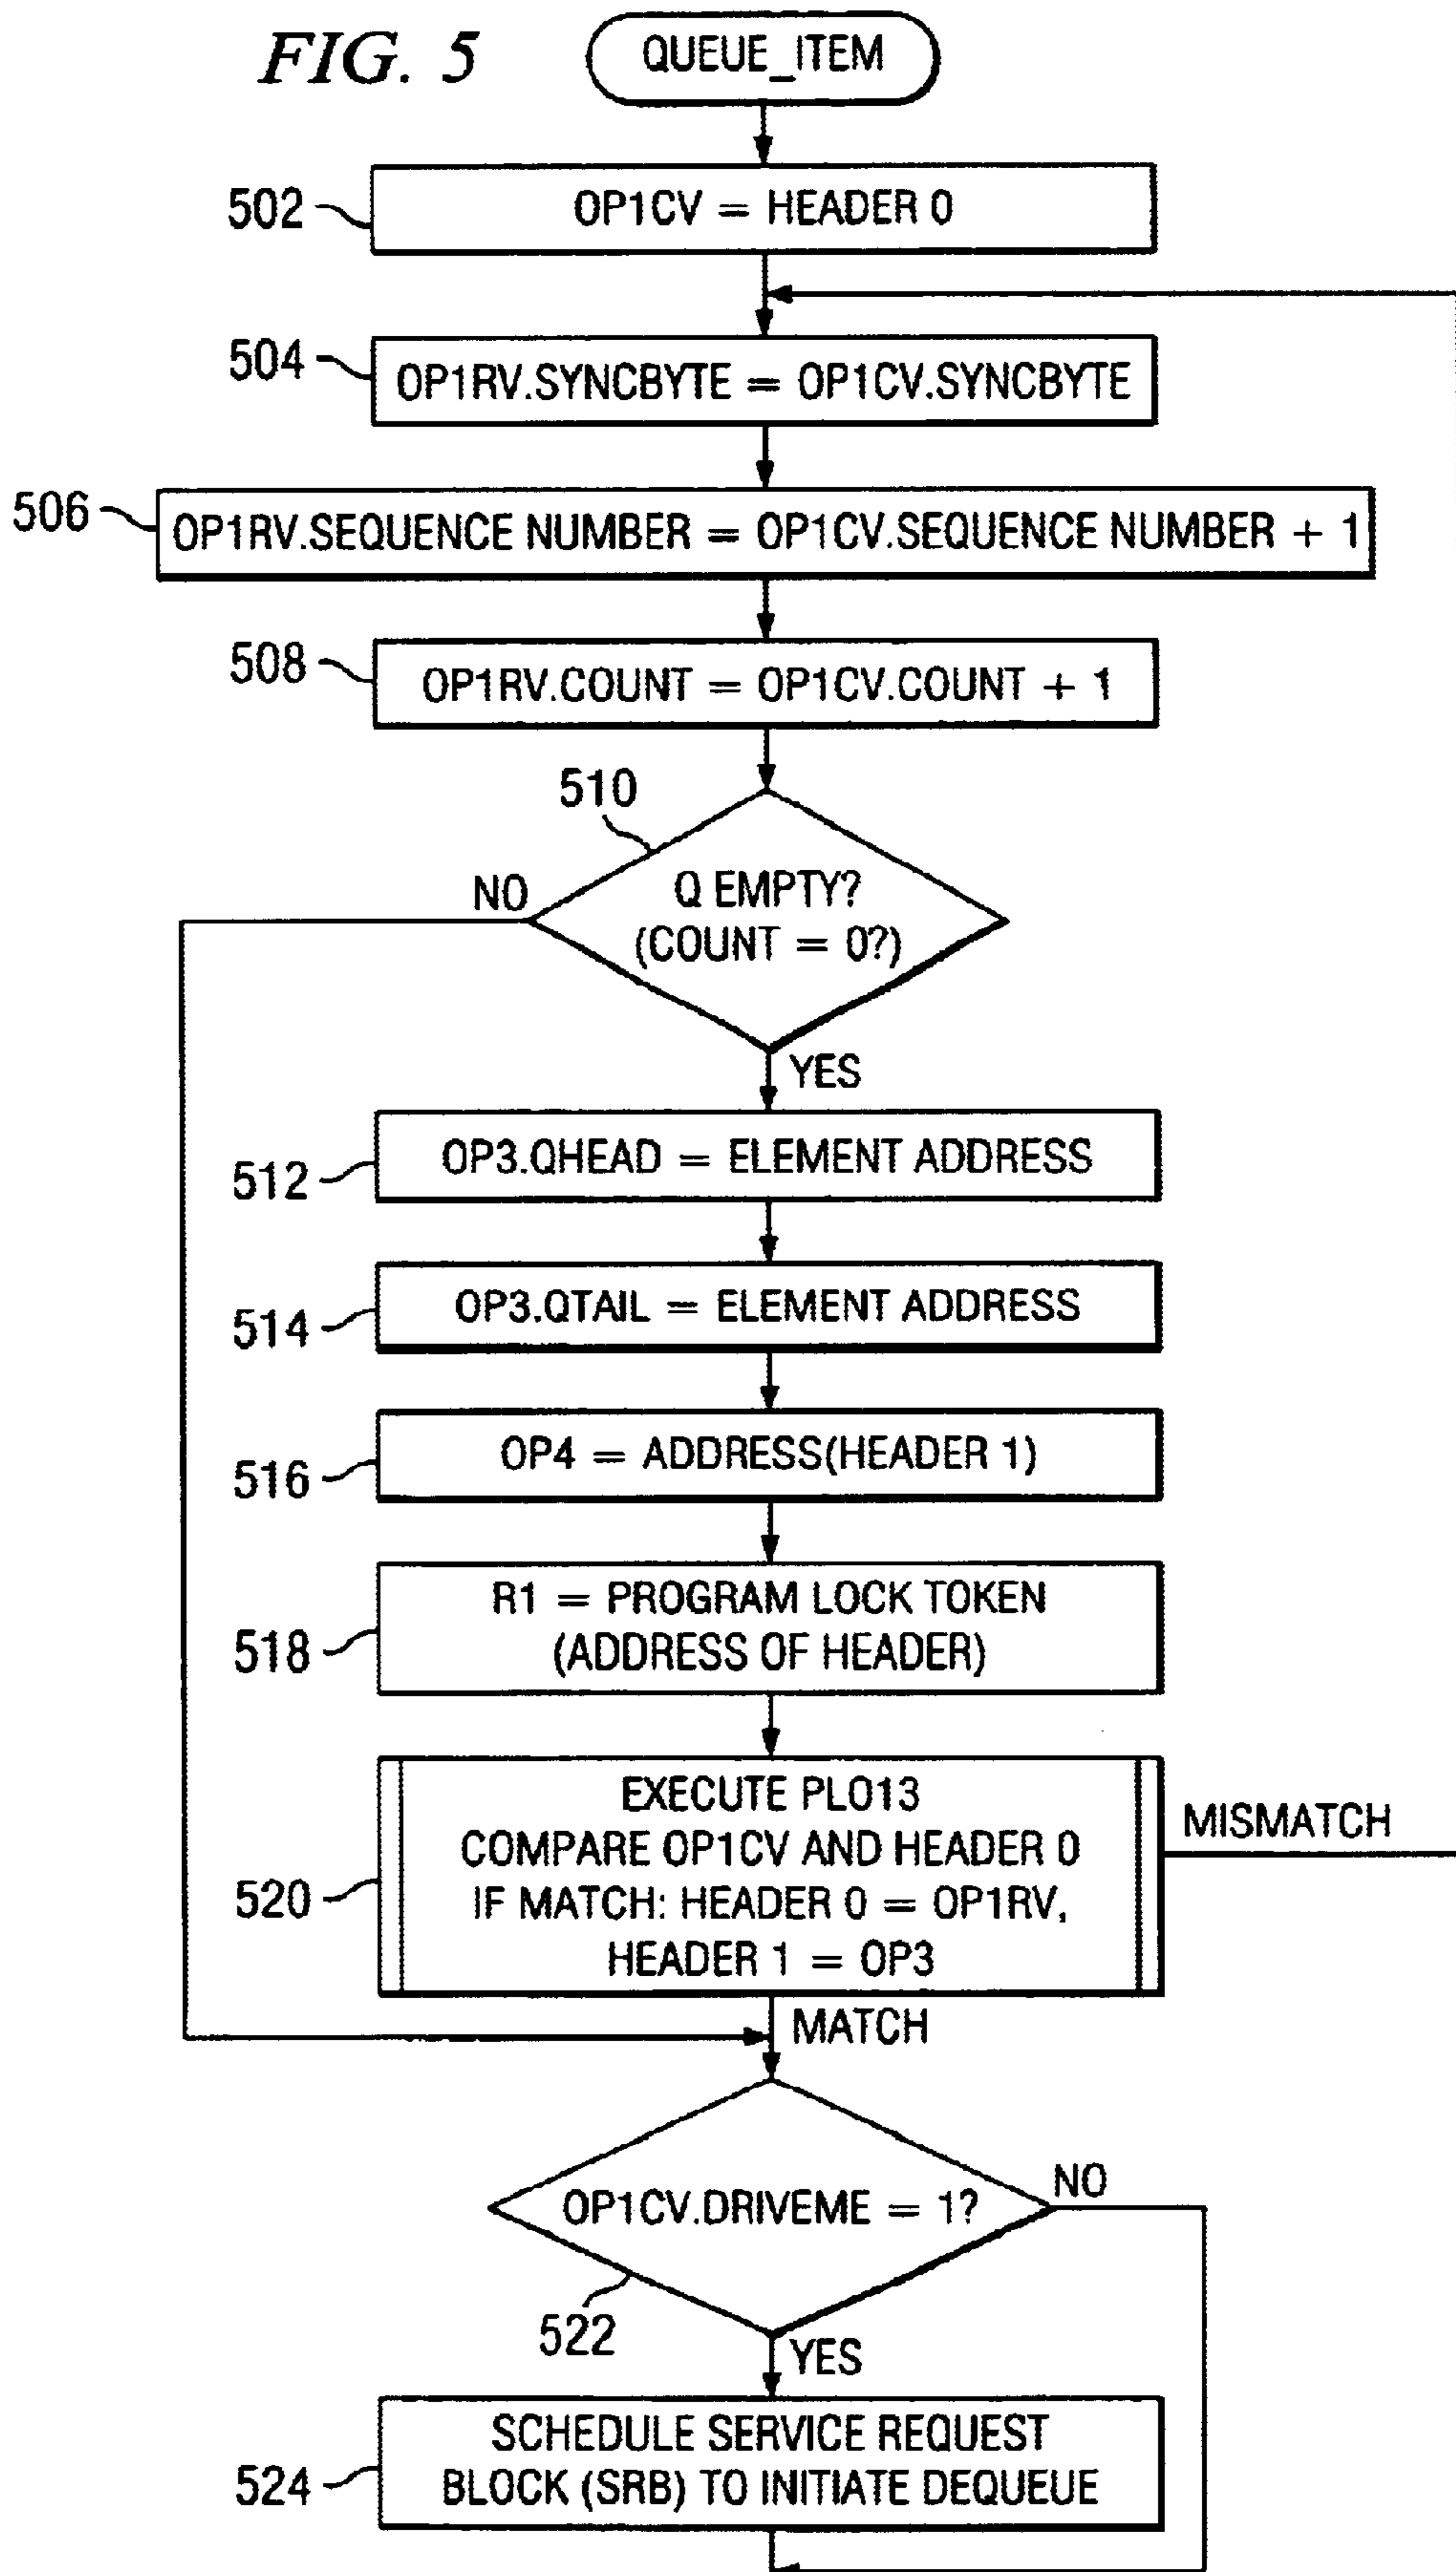 FIG. 5
QUEUE_ITEM
502
OP1CV = HEADER 0
504
OP1RV.SYNCBYTE = OP1CV.SYNCBYTE
506
OP1RV.SEQUENCE NUMBER = OP1CV.SEQUENCE NUMBER + 1
508
OP1RV.COUNT = OP1CV.COUNT + 1
510
NO
Q EMPTY?
(COUNT = 0?)
YES
512
OP3.QHEAD = ELEMENT ADDRESS
514
OP3.QTAIL = ELEMENT ADDRESS
516
OP4 = ADDRESS(HEADER 1)
518
R1 = PROGRAM LOCK TOKEN
(ADDRESS OF HEADER)
520
EXECUTE PLO13
COMPARE OP1CV AND HEADER 0
IF MATCH: HEADER 0 = OP1RV,
HEADER 1 = OP3
MISMATCH
MATCH
OP1CV.DRIVEME = 1?
NO
522
YES
524
SCHEDULE SERVICE REQUEST
BLOCK (SRB) TO INITIATE DEQUEUE